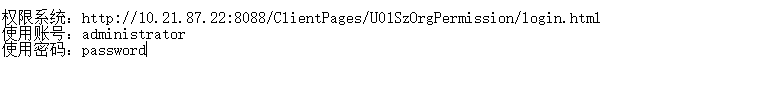 权限系统：http://10.21.87.22:8088/ClientPages/U01SzOrgPermission/login.html
使用账号：administrator
使用密码：password